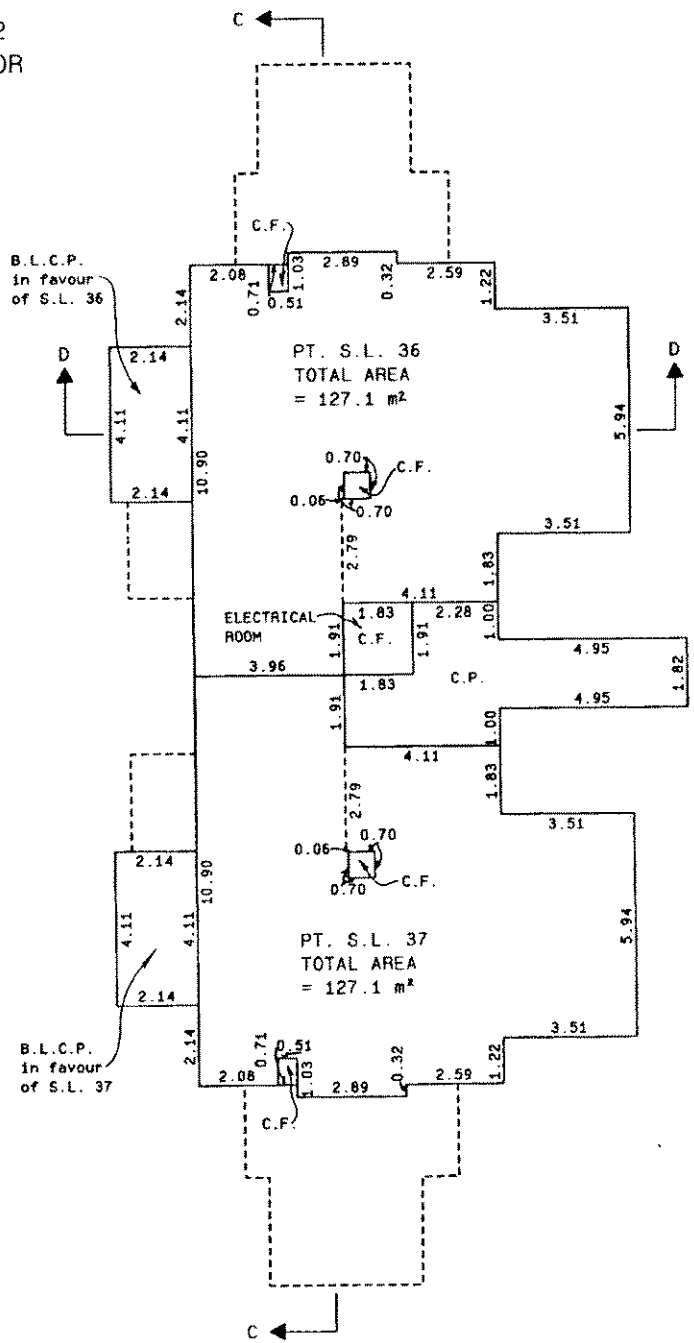 2
OR
C
C.F.
2.08
0.71
0.51
1.03
2.89
0.32
2.59
1.22
B.L.C.P.
in favour
of S.L. 36
2.14
3.51
D
2.14
PT. S.L. 36
TOTAL AREA
= 127.1 m²
D
4.11
4.11
5.94
10.90
2.14
0.70
C.F.
0.06
0.70
2.79
3.51
1.83
4.11
ELECTRICAL
ROOM
1.83
2.28
1.91
C.F.
1.91
1.00
4.95
3.96
1.83
C.P.
1.82
4.95
1.91
1.00
4.11
1.83
2.79
3.51
0.06
0.70
2.14
10.90
C.F.
0.70
4.11
4.11
PT. S.L. 37
TOTAL AREA
= 127.1 m²
5.94
2.14
3.51
B.L.C.P.
in favour
of S.L. 37
2.14
0.71
0.51
0.32
1.22
2.08
1.03
2.89
2.59
C.F.
C